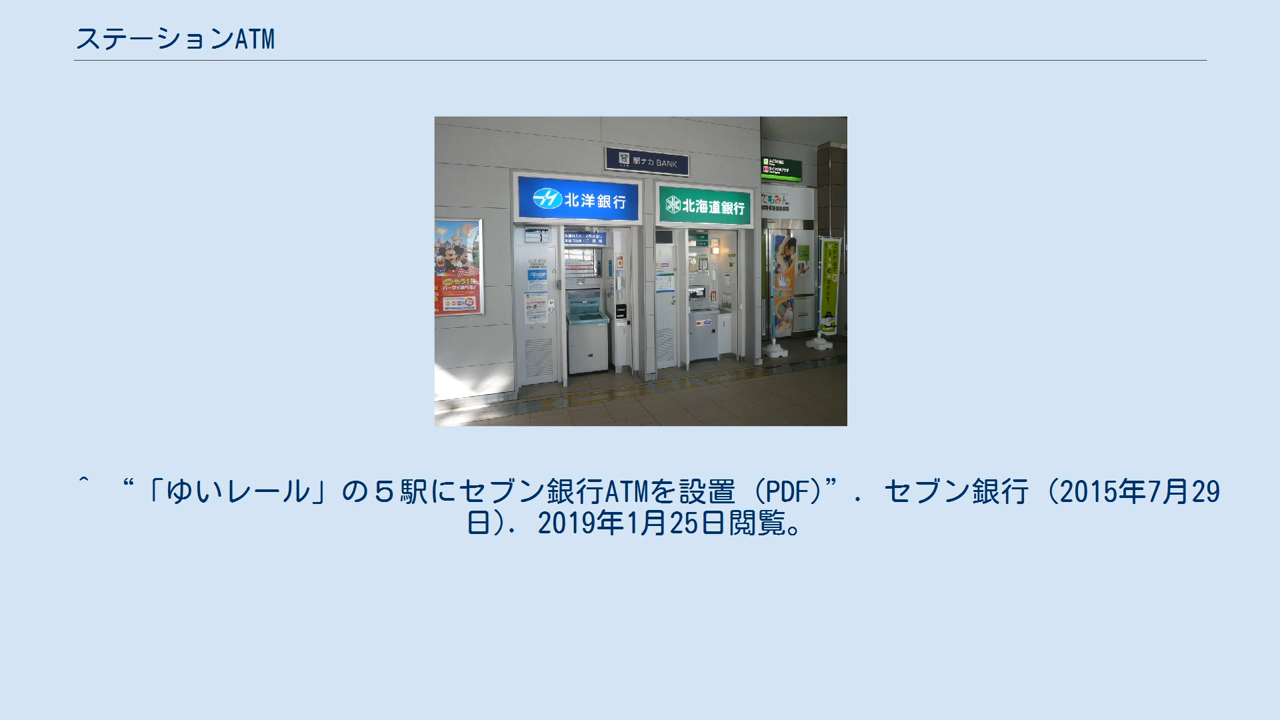 ステーションATM
駅ナカ BANK
北洋銀行
北海道銀行
^ “「ゆいレール」の５駅にセブン銀行ATMを設置 (PDF)”. セブン銀行 (2015年7月29
日). 2019年1月25日閲覧。